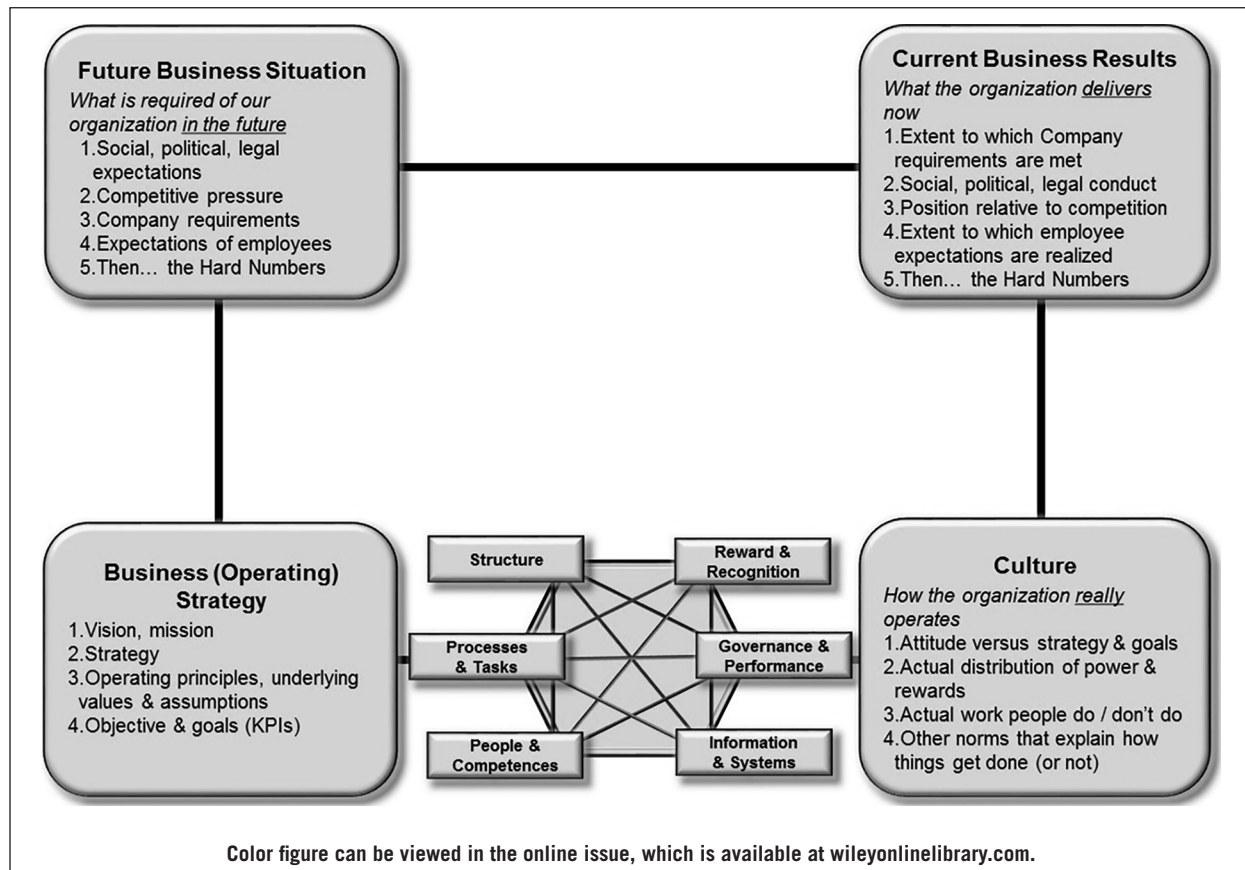 Future Business Situation
What is required of our
organization in the future
1.Social, political, legal
expectations
2.Competitive pressure
3.Company requirements
4.Expectations of employees
5.Then... the Hard Numbers
Current Business Results
What the organization delivers
now
1.Extent to which Company
requirements are met
2.Social, political, legal conduct
3.Position relative to competition
4.Extent to which employee
expectations are realized
5.Then... the Hard Numbers
Business (Operating)
Strategy
1.Vision, mission
2.Strategy
3.Operating principles, underlying
values & assumptions
4.Objective & goals (KPIs)
Structure
Reward &
Recognition
Processes
& Tasks
Governance &
Performance
People &
Competences
Information
& Systems
Culture
How the organization really
operates
1.Attitude versus strategy & goals
2.Actual distribution of power &
rewards
3.Actual work people do / don't do
4.Other norms that explain how
things get done (or not)
Color figure can be viewed in the online issue, which is available at wileyonlinelibrary.com.